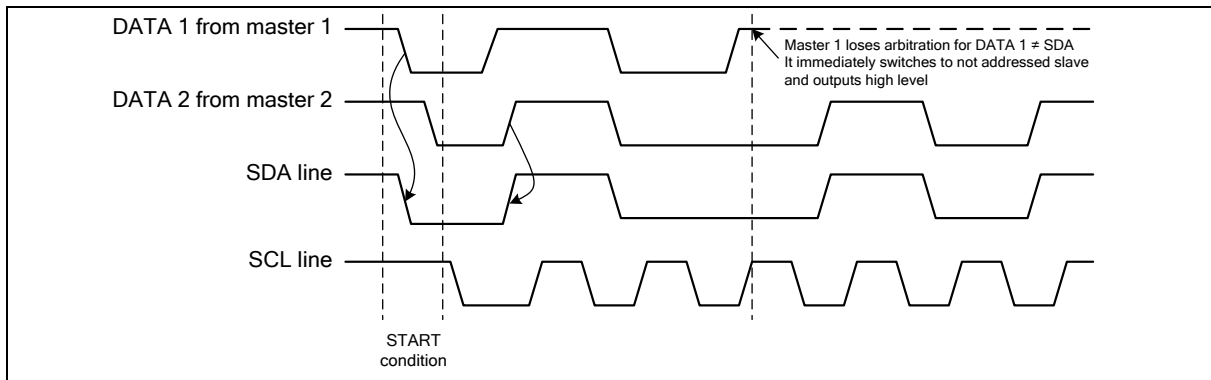 DATA 1 from master 1
Master 1 loses arbitration for DATA 1 ≠ SDA
It immediately switches to not addressed slave
and outputs high level
DATA 2 from master 2
SDA line
SCL line
START
condition